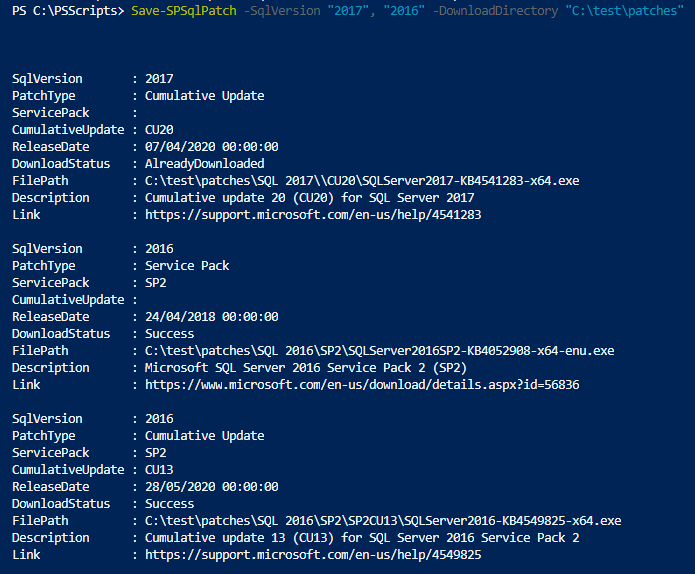 PS C:\PSScripts> Save-SPSqlPatch -SqlVersion "2017", "2016" -DownloadDirectory "C:\test\patches"
SqlVersion : 2017
PatchType : Cumulative Update
ServicePack :
CumulativeUpdate : CU20
ReleaseDate : 07/04/2020 00:00:00
DownloadStatus : AlreadyDownloaded
FilePath : C:\test\patches\SQL 2017\\CU20\SQLServer2017-KB4541283-x64.exe
Description : Cumulative update 20 (CU20) for SQL Server 2017
Link : https://support.microsoft.com/en-us/help/4541283
SqlVersion : 2016
PatchType : Service Pack
ServicePack : SP2
CumulativeUpdate :
ReleaseDate : 24/04/2018 00:00:00
DownloadStatus : Success
FilePath : C:\test\patches\SQL 2016\SP2\SQLServer2016SP2-KB4052908-x64-enu.exe
Description : Microsoft SQL Server 2016 Service Pack 2 (SP2)
Link : https://www.microsoft.com/en-us/download/details.aspx?id=56836
SqlVersion : 2016
PatchType : Cumulative Update
ServicePack : SP2
CumulativeUpdate : CU13
ReleaseDate : 28/05/2020 00:00:00
DownloadStatus : Success
FilePath : C:\test\patches\SQL 2016\SP2\SP2CU13\SQLServer2016-KB4549825-x64.exe
Description : Cumulative update 13 (CU13) for SQL Server 2016 Service Pack 2
Link : https://support.microsoft.com/en-us/help/4549825